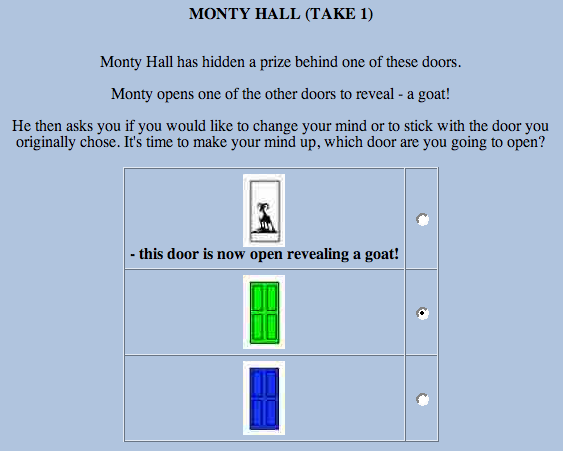 MONTY HALL (TAKE 1)
Monty Hall has hidden a prize behind one of these doors.
Monty opens one of the other doors to reveal - a goat!
He then asks you if you would like to change your mind or to stick with the door you
originally chose. It's time to make your mind up, which door are you going to open?
- this door is now open revealing a goat!